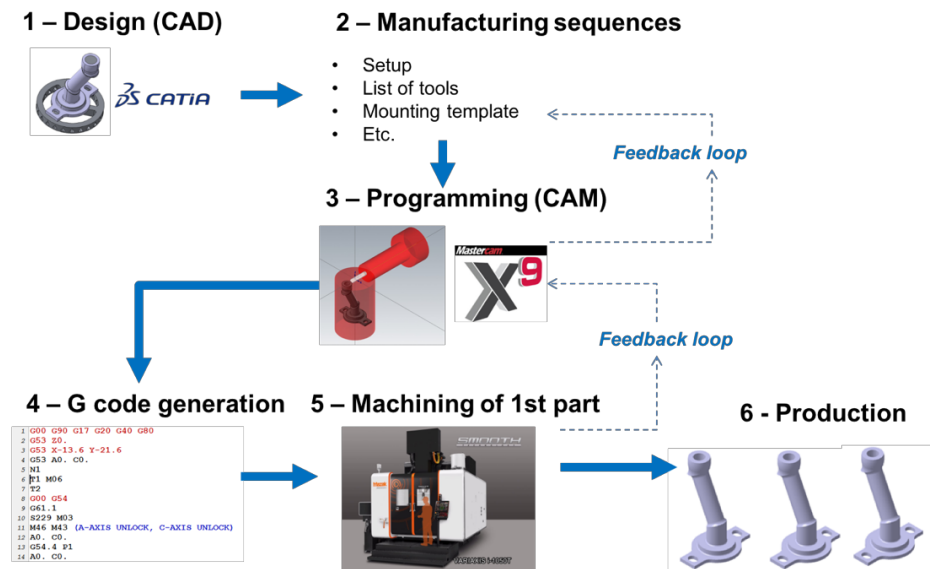 1 – Design (CAD)
2 – Manufacturing sequences
3S CATIA
• Setup
• List of tools
• Mounting template
• Etc.
Feedback loop
3 – Programming (CAM)
Mastercam
X9
Feedback loop
4 – G code generation
5 – Machining of 1st part
6 - Production
1 G00 G90 G17 G20 G40 G80
2 G53 Z0.
3 G53 X-13.6 Y-21.6
4 G53 A0. C0.
5 N1
6 T1 M06
7 T2
8 G00 G54
9 G61.1
10 S229 M03
11 M46 M43 (A-AXIS UNLOCK, C-AXIS UNLOCK)
12 A0. C0.
13 G54.4 P1
14 A0. C0.
SMOOTH
VARIAXIS i-1050T